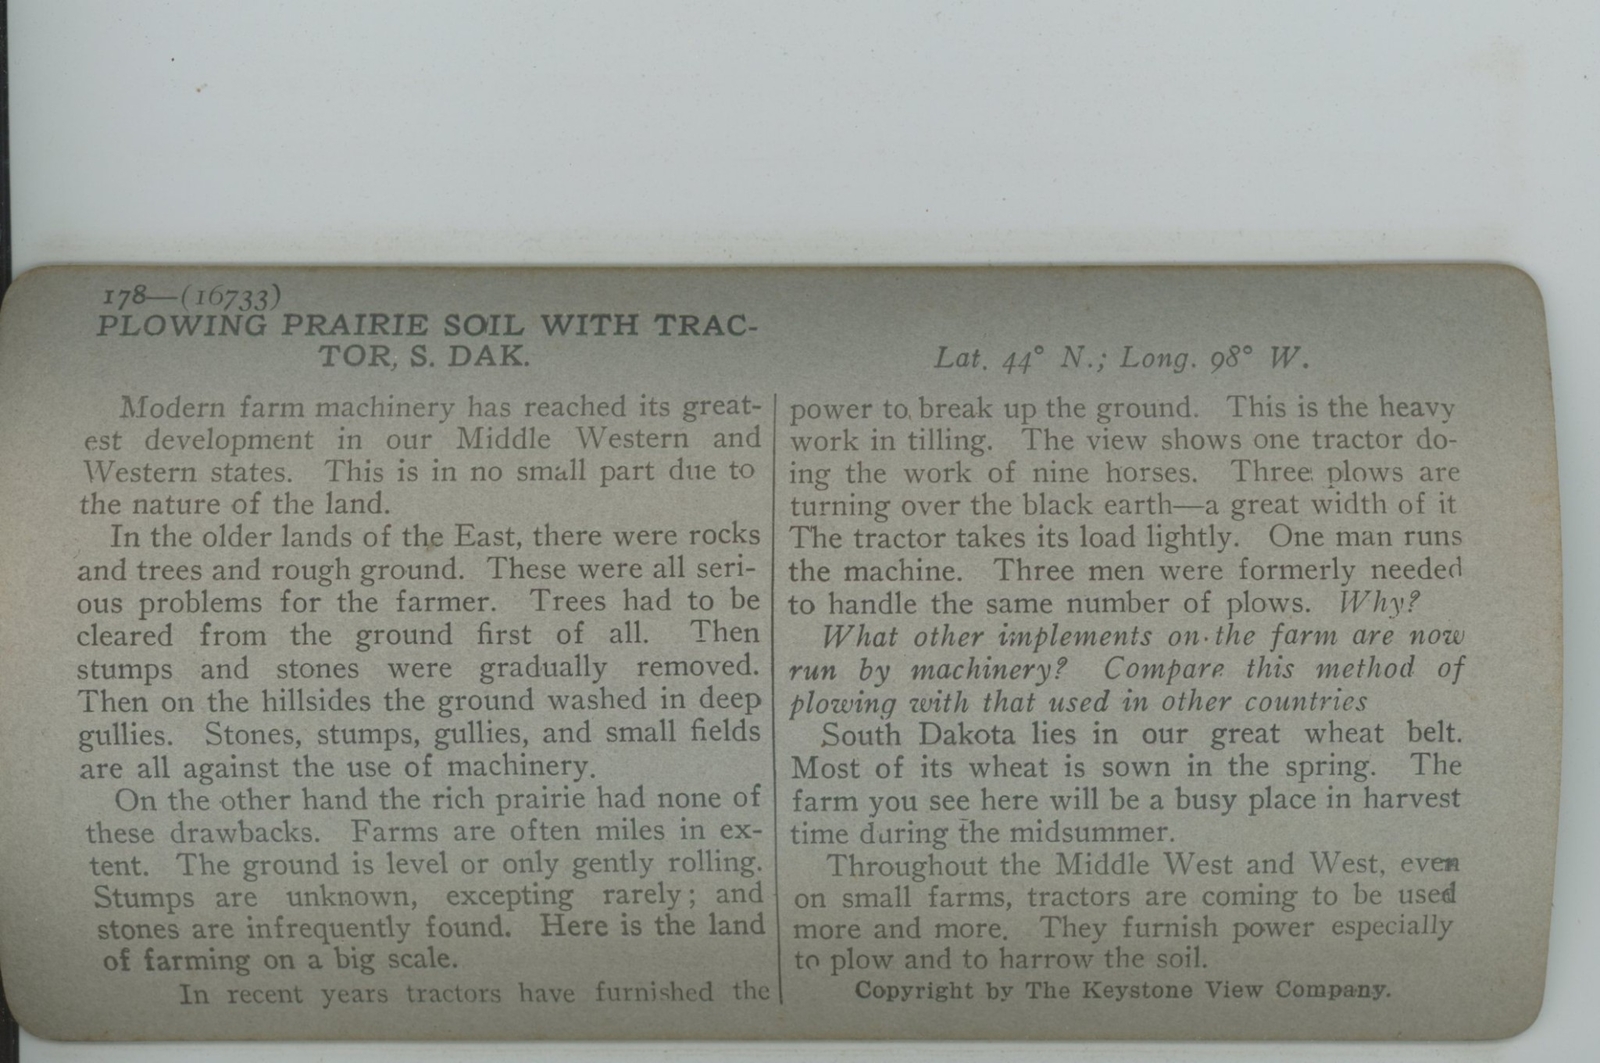 178—(16733)
PLOWING PRAIRIE SOIL WITH TRAC-
TOR, S. DAK.
Lat. 44° N.; Long. 98° W.
Modern farm machinery has reached its great-
est development in our Middle Western and
Western states. This is in no small part due to
the nature of the land.
In the older lands of the East, there were rocks
and trees and rough ground. These were all seri-
ous problems for the farmer. Trees had to be
cleared from the ground first of all. Then
stumps and stones were gradually removed.
Then on the hillsides the ground washed in deep
gullies. Stones, stumps, gullies, and small fields
are all against the use of machinery.
On the other hand the rich prairie had none of
these drawbacks. Farms are often miles in ex-
tent. The ground is level or only gently rolling.
Stumps are unknown, excepting rarely; and
stones are infrequently found. Here is the land
of farming on a big scale.
In recent years tractors have furnished the
power to break up the ground. This is the heavy
work in tilling. The view shows one tractor do-
ing the work of nine horses. Three plows are
turning over the black earth—a great width of it
The tractor takes its load lightly. One man runs
the machine. Three men were formerly needed
to handle the same number of plows. Why?
What other implements on the farm are now
run by machinery? Compare this method of
plowing with that used in other countries
South Dakota lies in our great wheat belt.
Most of its wheat is sown in the spring. The
farm you see here will be a busy place in harvest
time during the midsummer.
Throughout the Middle West and West, even
on small farms, tractors are coming to be used
more and more. They furnish power especially
to plow and to harrow the soil.
Copyright by The Keystone View Company.